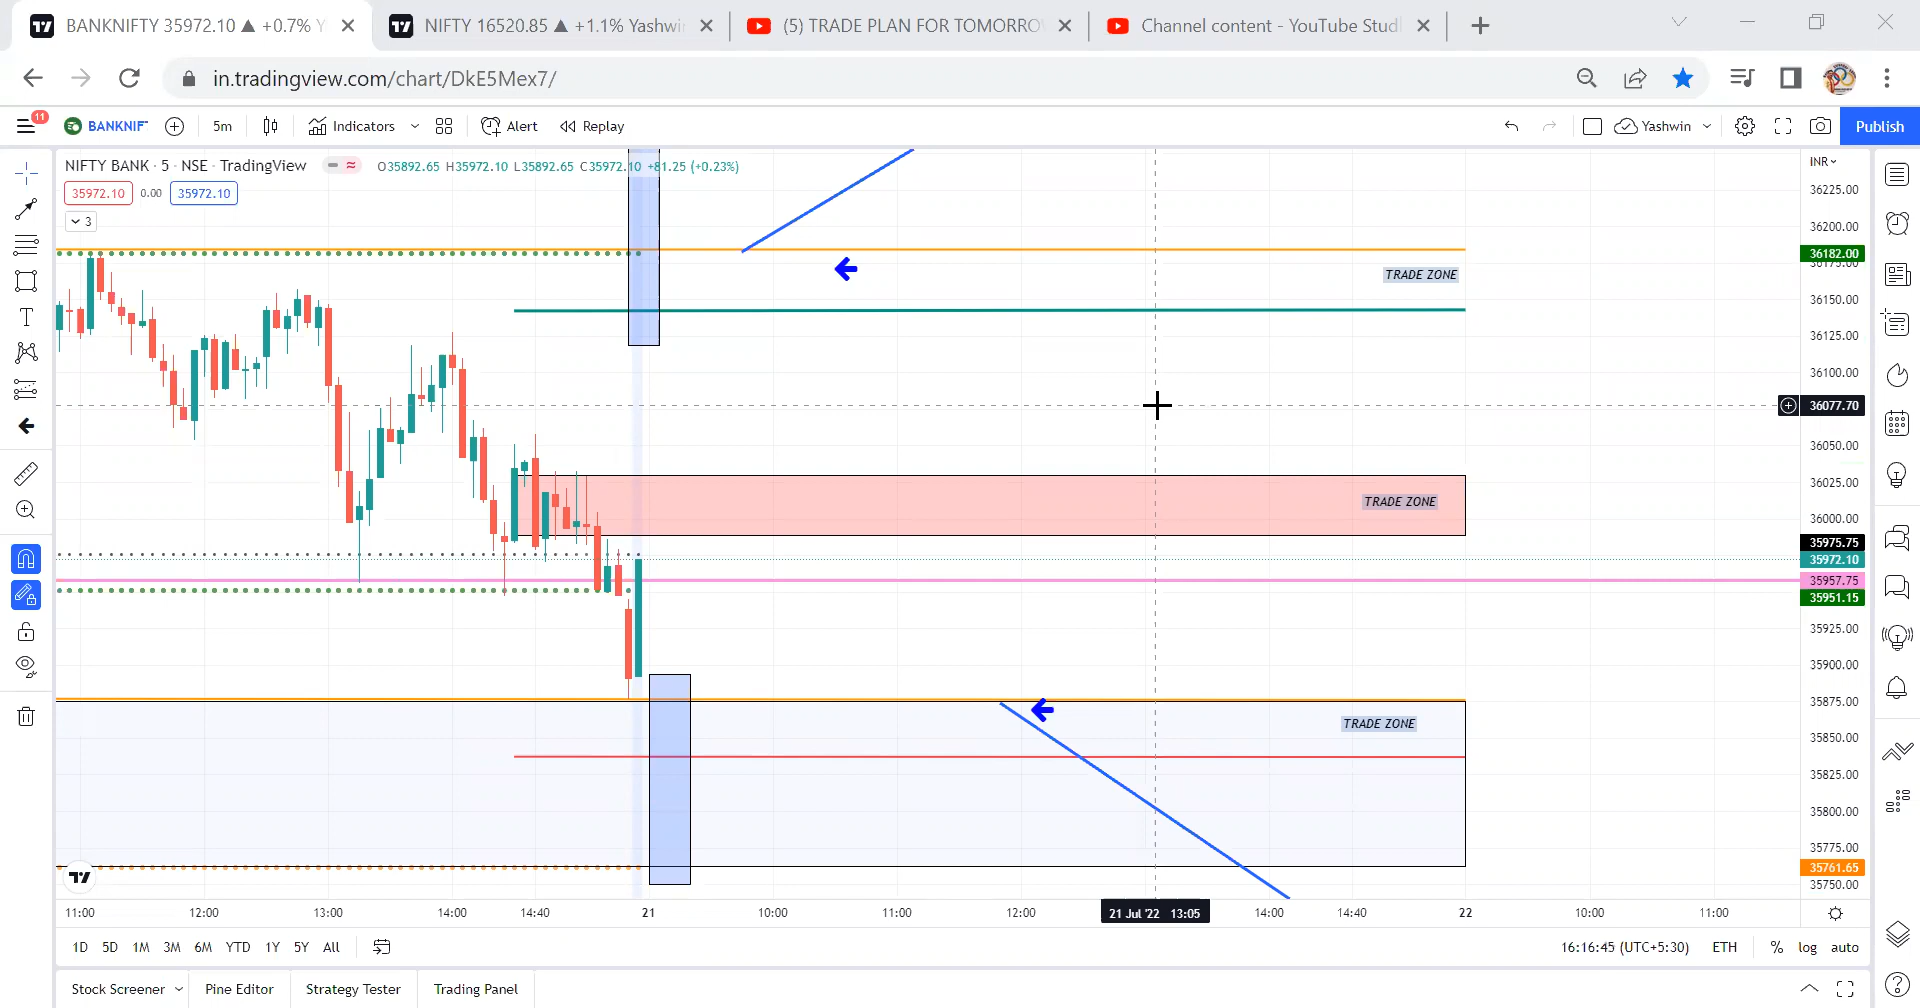 BANKNIFTY 35972.10 ▲ +0.7% Y
NIFTY 16520.85 ▲ +1.1% Yashwi
(5) TRADE PLAN FOR TOMORRO
Channel content - YouTube Studi
in.tradingview.com/chart/DkE5Mex7/
11
BANKNIF
5m
Indicators
Alert
Replay
Yashwin
Publish
NIFTY BANK · 5 · NSE · TradingView
O35892.65 H35972.10 L35892.65 C35972.10 +81.25 (+0.23%)
INR
35972.10
0.00
35972.10
3
36225.00
36200.00
36182.00
36175.00
36150.00
36125.00
36100.00
36077.70
36050.00
36025.00
36000.00
35975.75
35972.10
35957.75
35951.15
35925.00
35900.00
35875.00
35850.00
35825.00
35800.00
35775.00
35761.65
35750.00
TRADE ZONE
TRADE ZONE
TRADE ZONE
11:00
12:00
13:00
14:00
14:40
21
10:00
11:00
12:00
21 Jul '22 13:05
14:00
14:40
22
10:00
11:00
1D 5D 1M 3M 6M YTD 1Y 5Y All
16:16:45 (UTC+5:30) ETH % log auto
Stock Screener
Pine Editor
Strategy Tester
Trading Panel